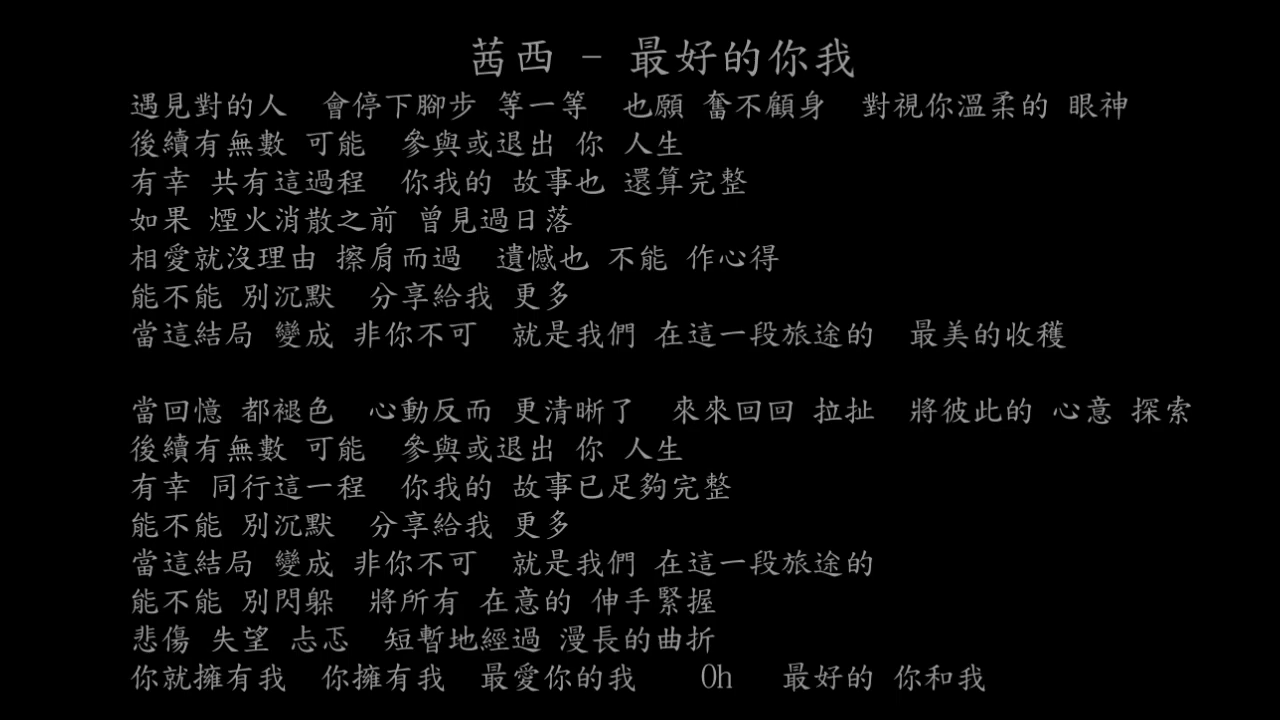 茜西 - 最好的你我
遇見對的人　會停下腳步 等一等　也願 奮不顧身　對視你溫柔的 眼神
後續有無數 可能　參與或退出 你 人生
有幸 共有這過程　你我的 故事也 還算完整
如果 煙火消散之前 曾見過日落
相愛就沒理由 擦肩而過　遺憾也 不能 作心得
能不能 別沉默　分享給我 更多
當這結局 變成 非你不可　就是我們 在這一段旅途的　最美的收穫
當回憶 都褪色　心動反而 更清晰了　來來回回 拉扯　將彼此的 心意 探索
後續有無數 可能　參與或退出 你 人生
有幸 同行這一程　你我的 故事已足夠完整
能不能 別沉默　分享給我 更多
當這結局 變成 非你不可　就是我們 在這一段旅途的
能不能 別閃躲　將所有 在意的 伸手緊握
悲傷 失望 忐忑　短暫地經過 漫長的曲折
你就擁有我　你擁有我　最愛你的我　　Oh　 最好的 你和我